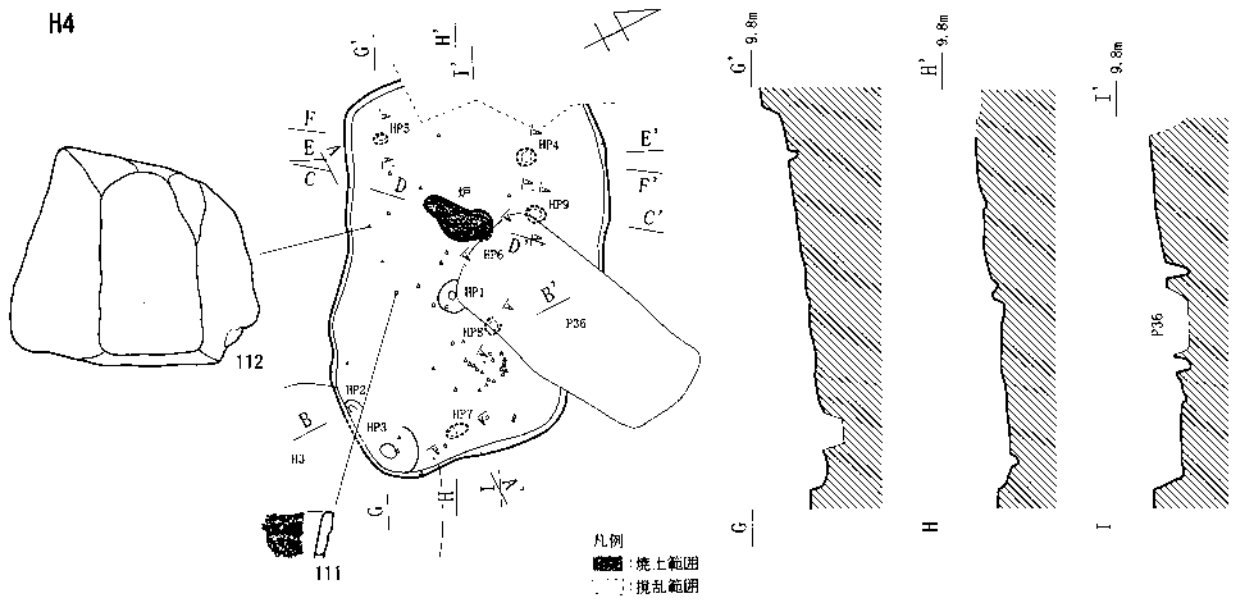 H4
G'
H'
I'
F
E
A
C
D
炉
HP5
HP4
HP9
E'
F'
C'
D'
HP6
HP1
B'
P36
HP8
HP2
HP3
B
H3
HP7
G
H
I
A'
112
111
凡例
:焼土範囲
:撹乱範囲
G' 9.8m
G
H' 9.8m
H
I' 9.8m
P36
I